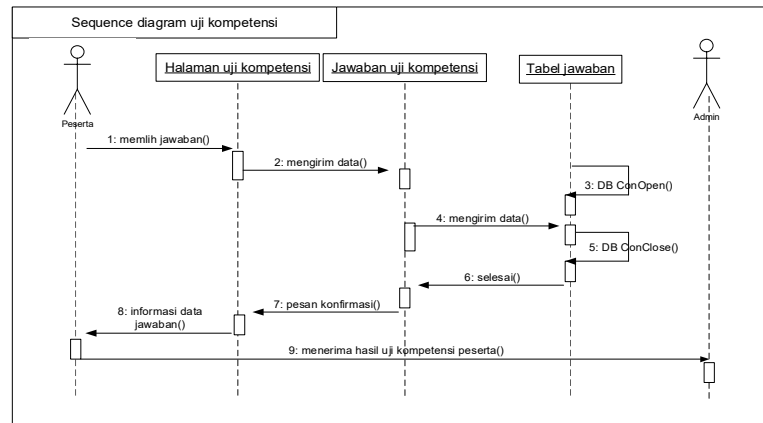 Sequence diagram uji kompetensi
Halaman uji kompetensi
Jawaban uji kompetensi
Tabel jawaban
Peserta
Admin
1: memlih jawaban()
2: mengirim data()
3: DB ConOpen()
4: mengirim data()
5: DB ConClose()
6: selesai()
7: pesan konfirmasi()
8: informasi data
jawaban()
9: menerima hasil uji kompetensi peserta()